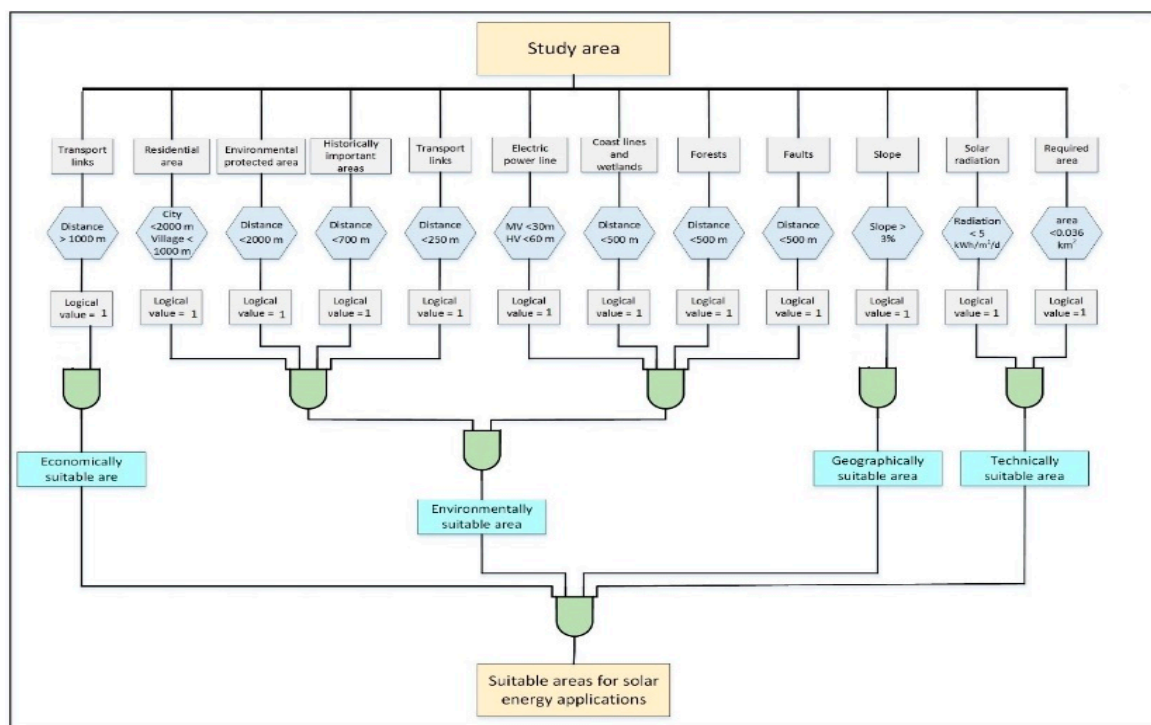 Study area
Transport
links
Residential
area
Environmental
protected area
Historically
important
areas
Transport
links
Electric
power line
Coast lines
and
wetlands
Forests
Faults
Slope
Solar
radiation
Required
area
Distance
> 1000 m
City
<2000 m
Village <
1000 m
Distance
<2000 m
Distance
<700 m
Distance
<250 m
MV <30m
HV <60 m
Distance
<500 m
Distance
<500 m
Distance
<500 m
Slope >
3%
Radiation
< 5
kWh/m²/d
area
<0.036
km²
Logical
value = 1
Logical
value = 1
Logical
value = 1
Logical
value =1
Logical
value = 1
Logical
value = 1
Logical
value = 1
Logical
value = 1
Logical
value = 1
Logical
value = 1
Logical
value = 1
Logical
value =1
Economically
suitable are
Geographically
suitable area
Technically
suitable area
Environmentally
suitable area
Suitable areas for solar
energy applications